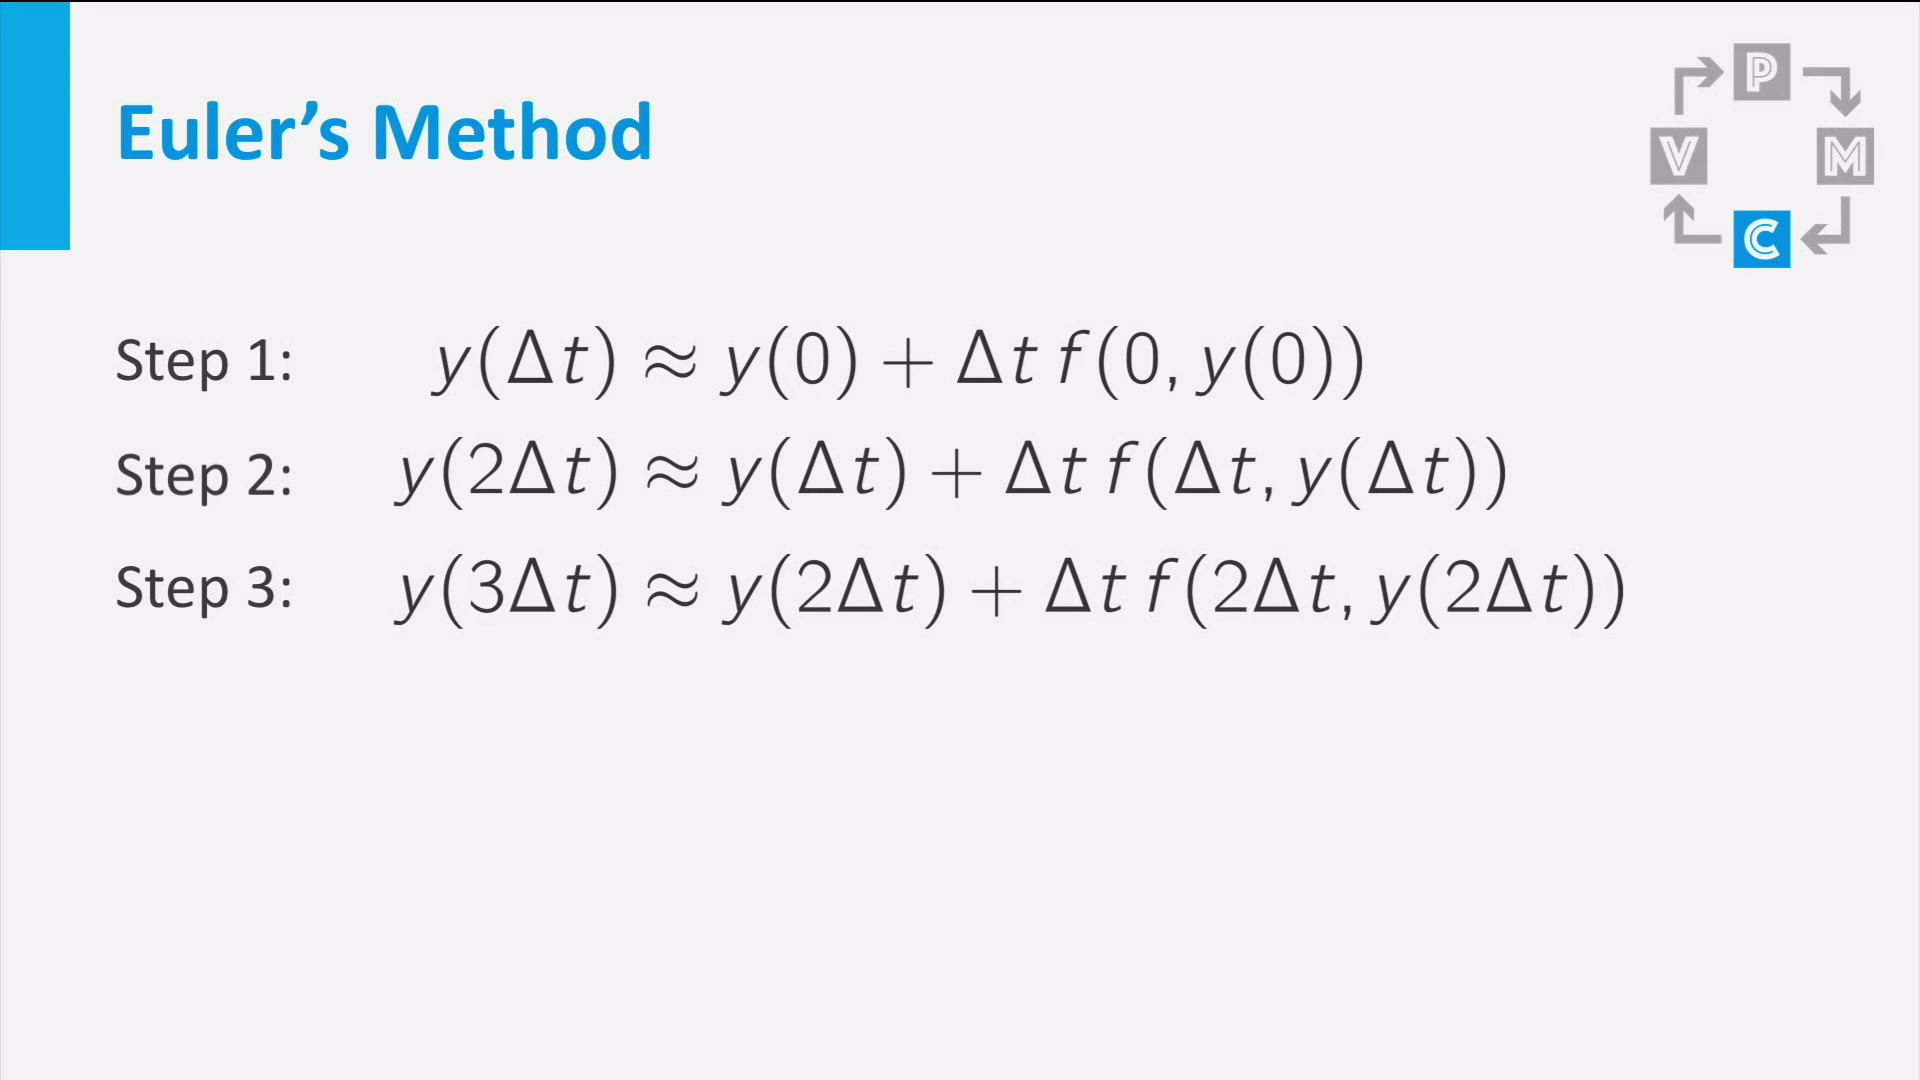 Euler’s Method
P
V
M
C
Step 1: y(Δt) ≈ y(0) + Δt f(0, y(0))
Step 2: y(2Δt) ≈ y(Δt) + Δt f(Δt, y(Δt))
Step 3: y(3Δt) ≈ y(2Δt) + Δt f(2Δt, y(2Δt))